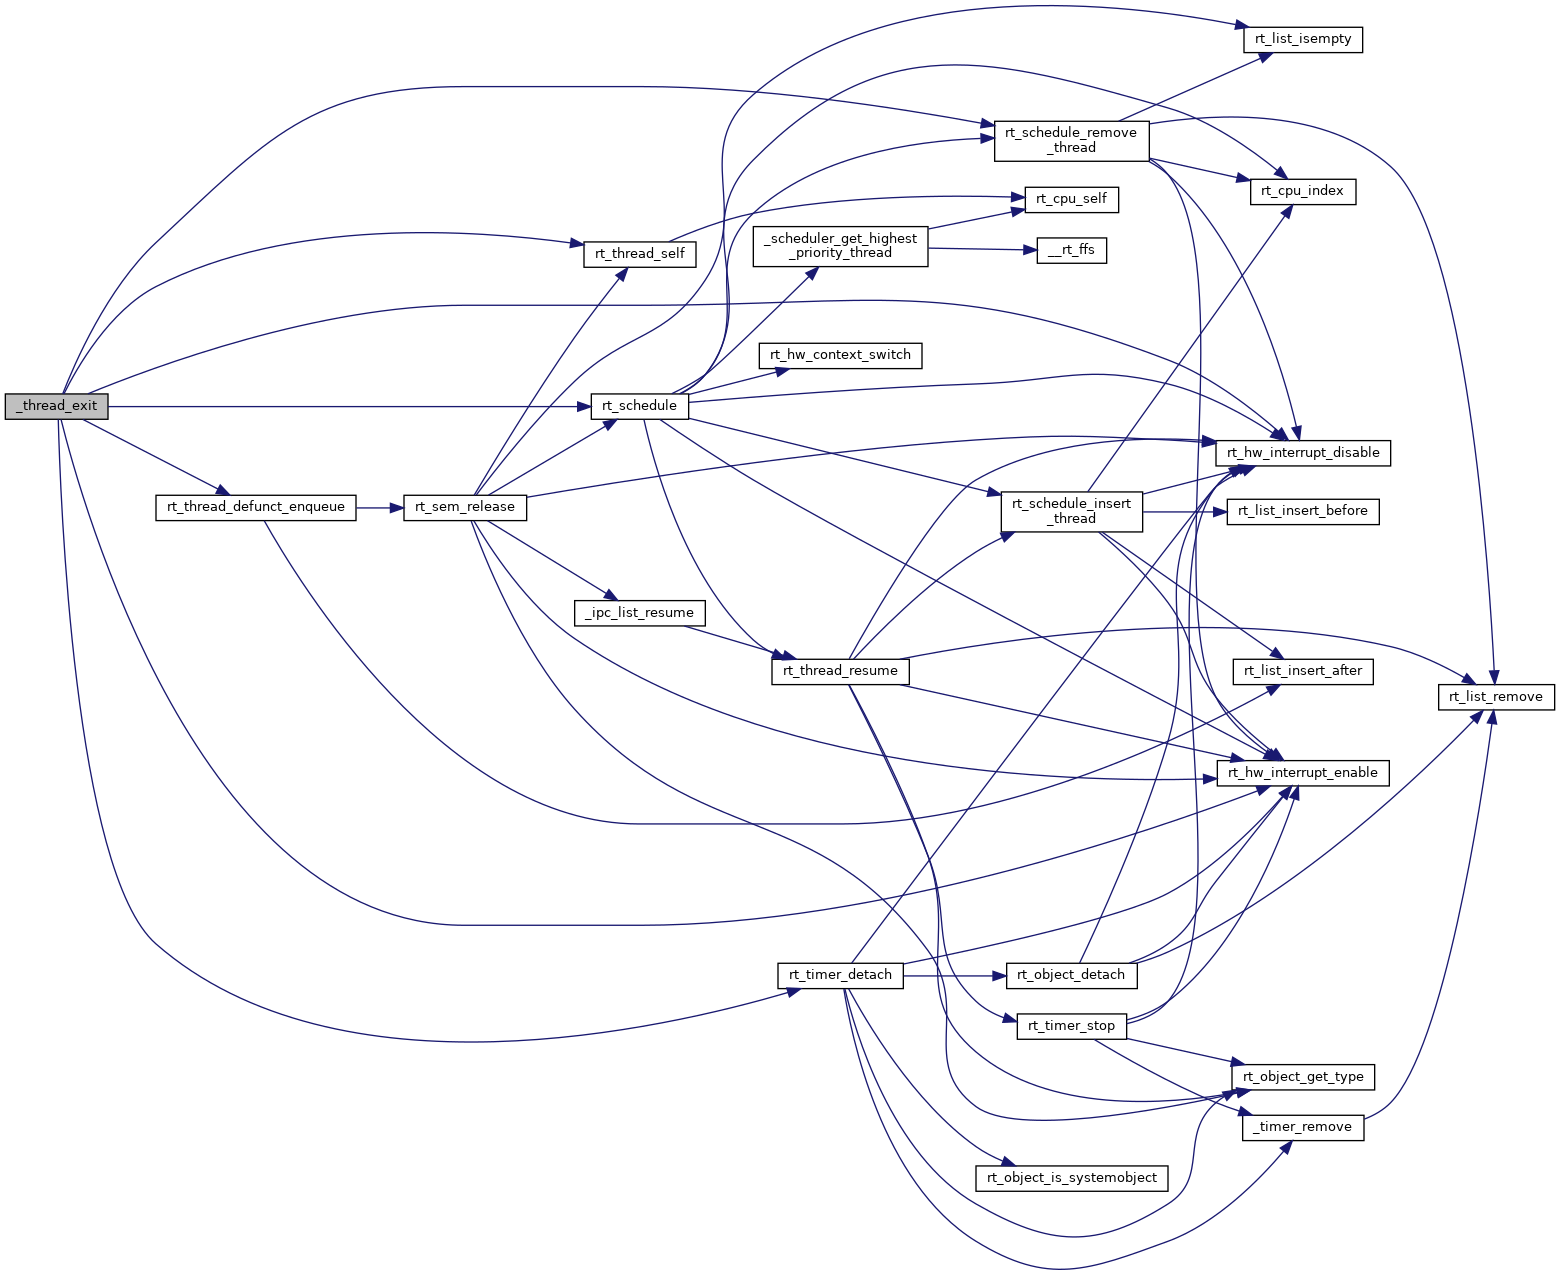 rt_list_isempty
rt_schedule_remove
_thread
rt_cpu_index
rt_cpu_self
_scheduler_get_highest
_priority_thread
rt_thread_self
__rt_ffs
rt_hw_context_switch
_thread_exit
rt_schedule
rt_hw_interrupt_disable
rt_thread_defunct_enqueue
rt_sem_release
rt_schedule_insert
_thread
rt_list_insert_before
_ipc_list_resume
rt_thread_resume
rt_list_insert_after
rt_list_remove
rt_hw_interrupt_enable
rt_timer_detach
rt_object_detach
rt_timer_stop
rt_object_get_type
_timer_remove
rt_object_is_systemobject